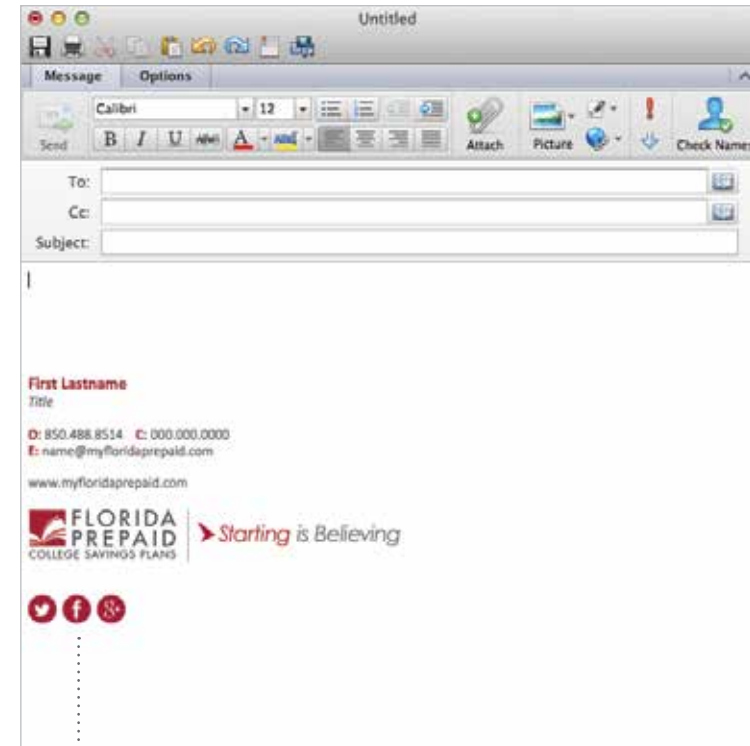 Untitled
Message Options
Calibri 12
Send B I U ABC A Attach Picture Check Names
To:
Cc:
Subject:
First Lastname
Title
O: 850.488.8514 C: 000.000.0000
E: name@myfloridaprepaid.com
www.myfloridaprepaid.com
FLORIDA
PREPAID
COLLEGE SAVINGS PLANS
Starting is Believing